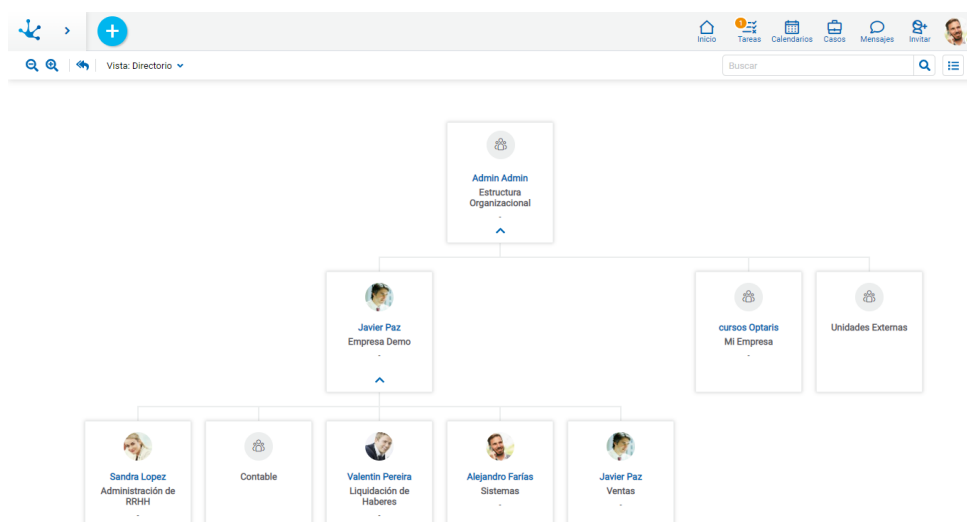 1
Inicio
Tareas
Calendarios
Casos
Mensajes
Invitar
Vista: Directorio
Buscar
Admin Admin
Estructura
Organizacional
-
Javier Paz
Empresa Demo
-
cursos Optaris
Mi Empresa
-
Unidades Externas
Sandra Lopez
Administración de
RRHH
-
Contable
Valentin Pereira
Liquidación de
Haberes
-
Alejandro Farías
Sistemas
-
Javier Paz
Ventas
-